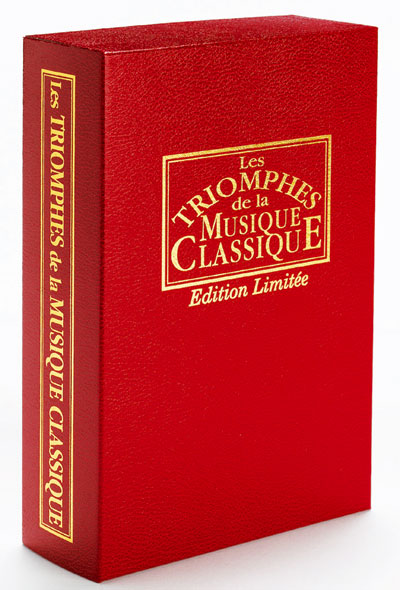 Les TRIOMPHES de la MUSIQUE CLASSIQUE
Les
TRIOMPHES
de la
MUSIQUE
CLASSIQUE
Edition Limitée